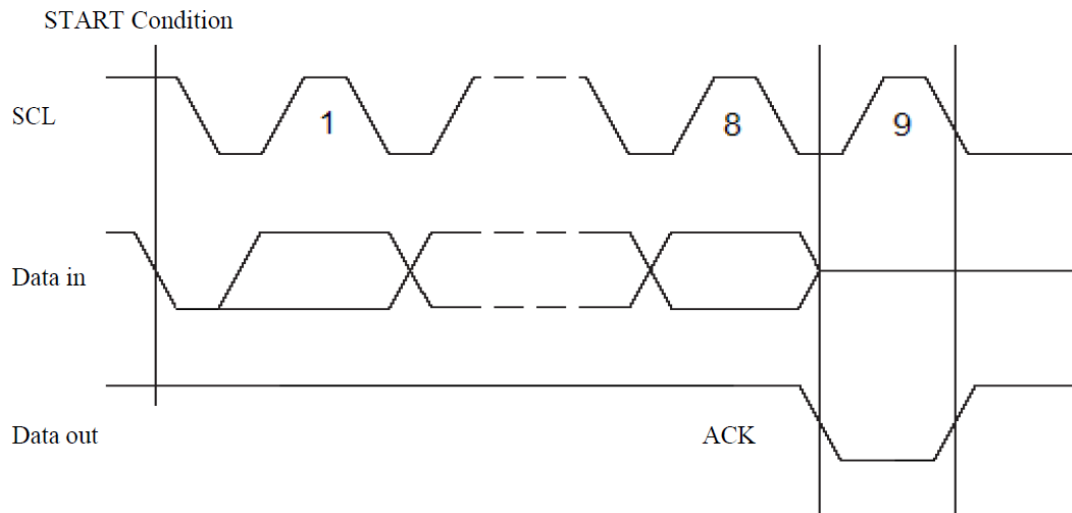 START Condition
SCL
1
8
9
Data in
Data out
ACK